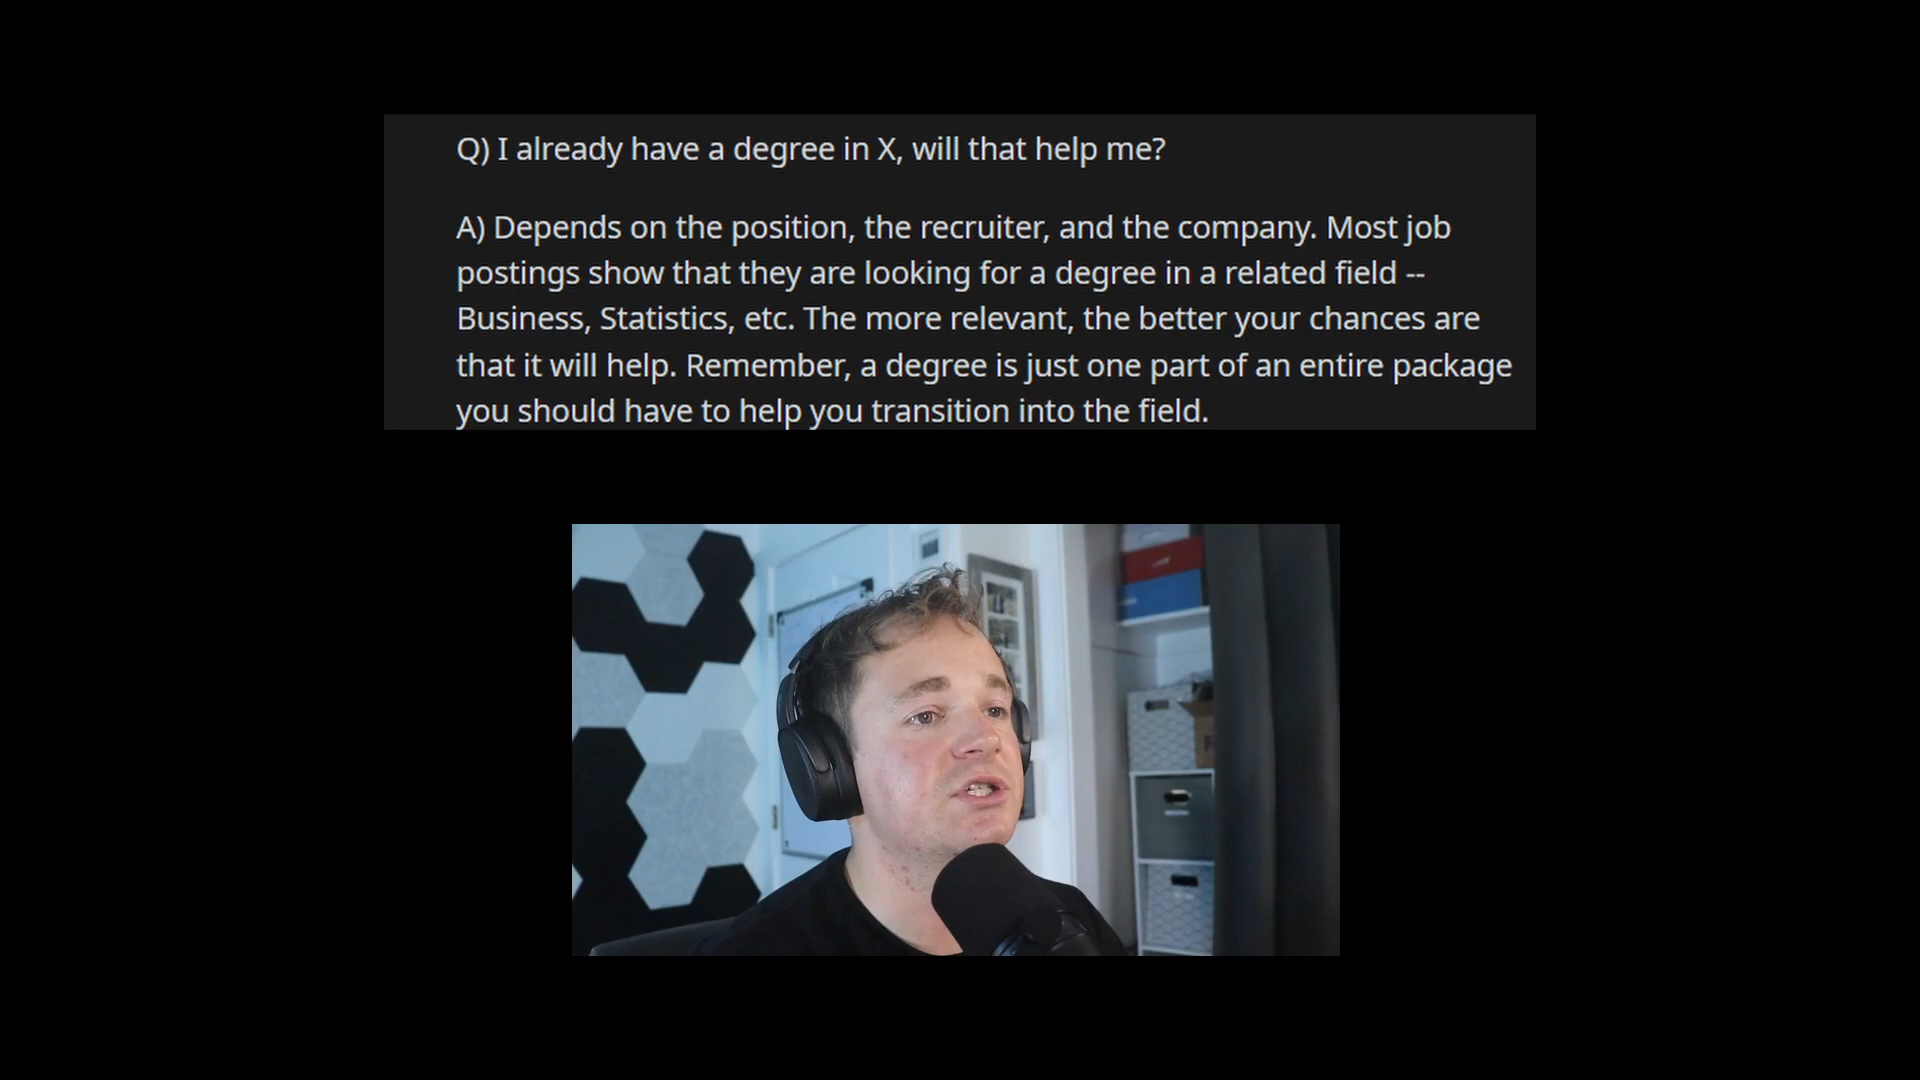 Q) I already have a degree in X, will that help me?
A) Depends on the position, the recruiter, and the company. Most job
postings show that they are looking for a degree in a related field --
Business, Statistics, etc. The more relevant, the better your chances are
that it will help. Remember, a degree is just one part of an entire package
you should have to help you transition into the field.